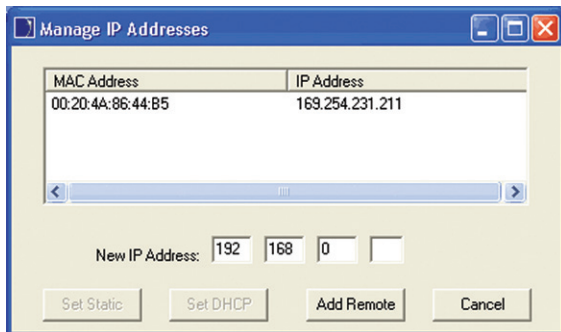 Manage IP Addresses
MAC Address IP Address
00:20:4A:86:44:B5 169.254.231.211
New IP Address: 192 168 0
Set Static Set DHCP Add Remote Cancel